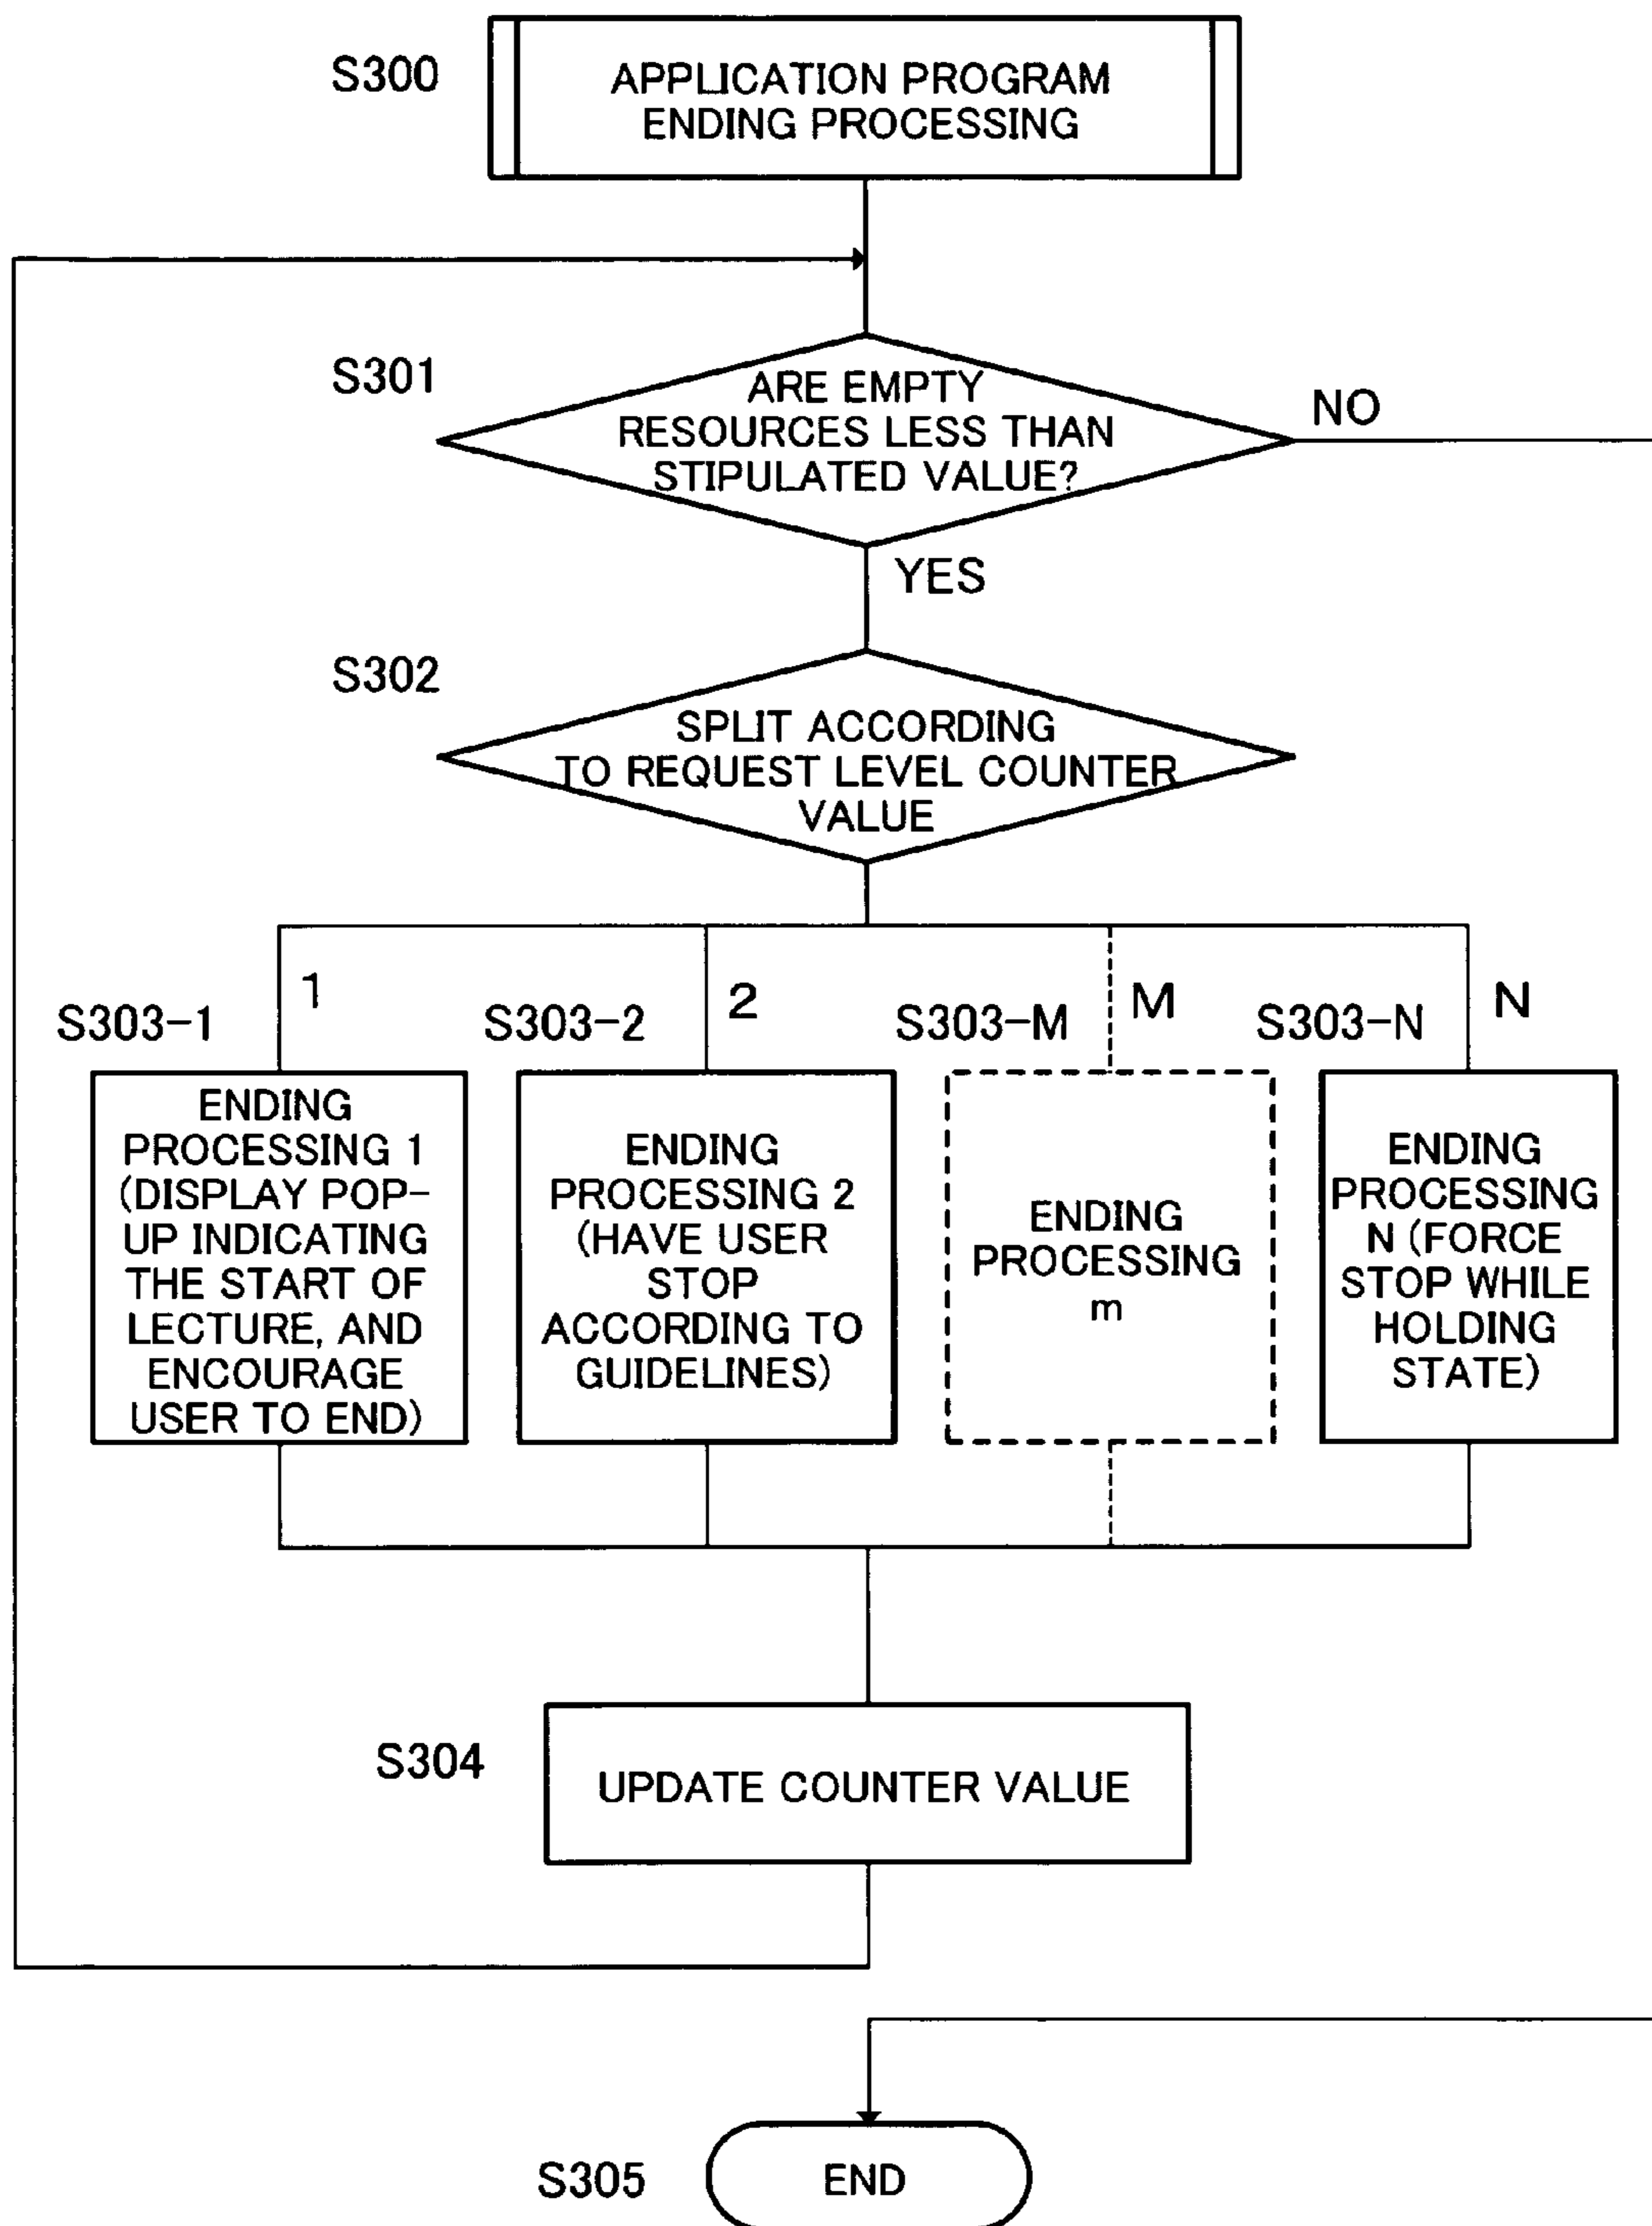 S300
APPLICATION PROGRAM
ENDING PROCESSING
S301
ARE EMPTY
RESOURCES LESS THAN
STIPULATED VALUE?
NO
YES
S302
SPLIT ACCORDING
TO REQUEST LEVEL COUNTER
VALUE
S303-1
1
S303-2
2
S303-M
M
S303-N
N
ENDING
PROCESSING 1
(DISPLAY POP-
UP INDICATING
THE START OF
LECTURE, AND
ENCOURAGE
USER TO END)
ENDING
PROCESSING 2
(HAVE USER
STOP
ACCORDING TO
GUIDELINES)
ENDING
PROCESSING
m
ENDING
PROCESSING
N (FORCE
STOP WHILE
HOLDING
STATE)
S304
UPDATE COUNTER VALUE
S305
END